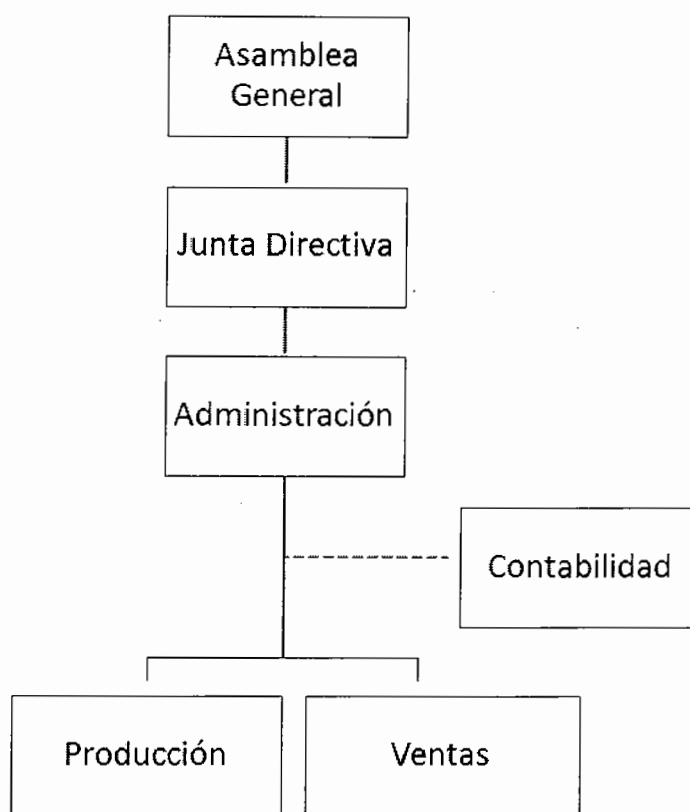 Asamblea
General
Junta Directiva
Administración
Contabilidad
Producción
Ventas